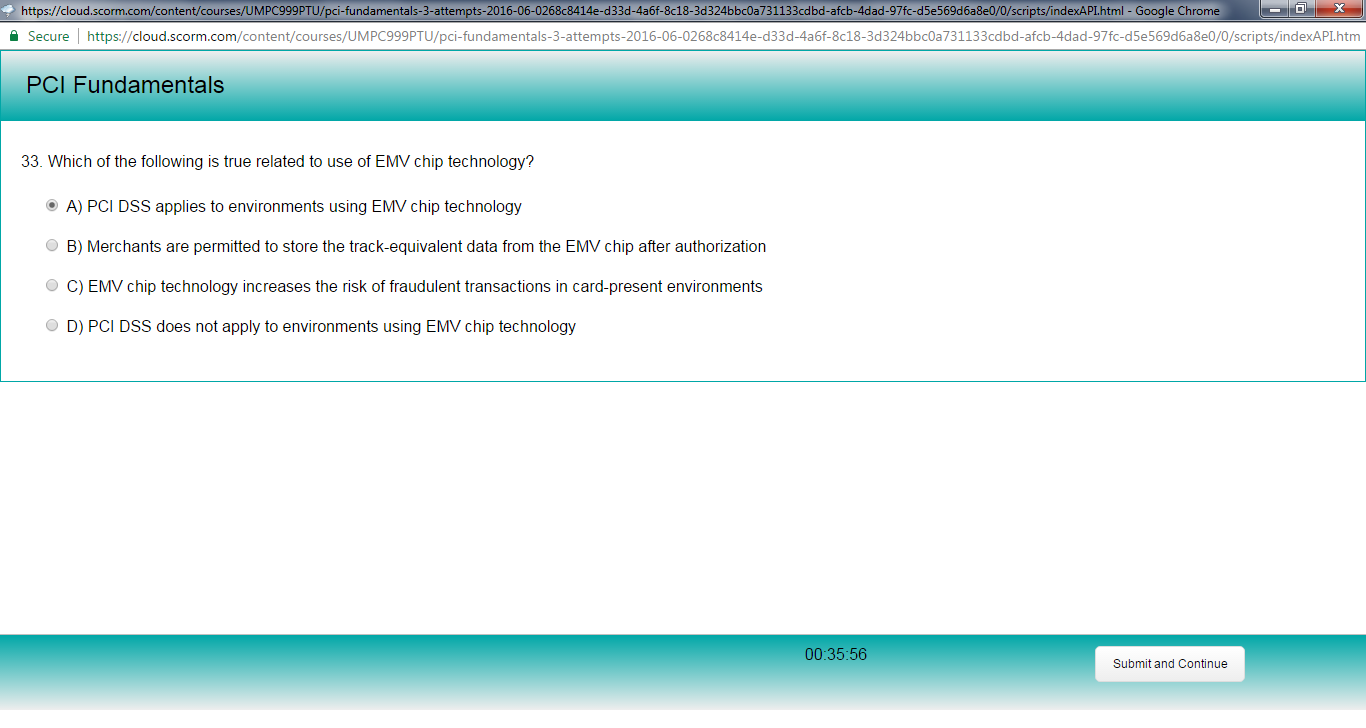 https://cloud.scorm.com/content/courses/UMPC999PTU/pci-fundamentals-3-attempts-2016-06-0268c8414e-d33d-4a6f-8c18-3d324bbc0a731133cdbd-afcb-4dad-97fc-d5e569d6a8e0/0/scripts/indexAPI.html - Google Chrome
Secure https://cloud.scorm.com/content/courses/UMPC999PTU/pci-fundamentals-3-attempts-2016-06-0268c8414e-d33d-4a6f-8c18-3d324bbc0a731133cdbd-afcb-4dad-97fc-d5e569d6a8e0/0/scripts/indexAPI.htm
PCI Fundamentals
33. Which of the following is true related to use of EMV chip technology?
A) PCI DSS applies to environments using EMV chip technology
B) Merchants are permitted to store the track-equivalent data from the EMV chip after authorization
C) EMV chip technology increases the risk of fraudulent transactions in card-present environments
D) PCI DSS does not apply to environments using EMV chip technology
00:35:56
Submit and Continue